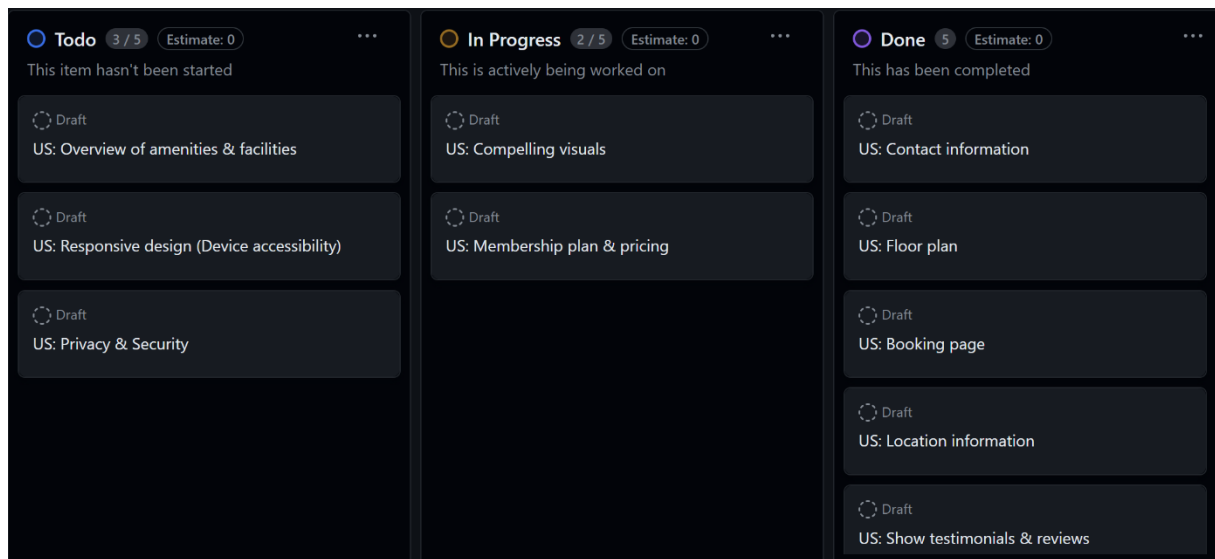 Todo 3 / 5 Estimate: 0
This item hasn't been started
Draft
US: Overview of amenities & facilities
Draft
US: Responsive design (Device accessibility)
Draft
US: Privacy & Security
In Progress 2 / 5 Estimate: 0
This is actively being worked on
Draft
US: Compelling visuals
Draft
US: Membership plan & pricing
Done 5 Estimate: 0
This has been completed
Draft
US: Contact information
Draft
US: Floor plan
Draft
US: Booking page
Draft
US: Location information
Draft
US: Show testimonials & reviews